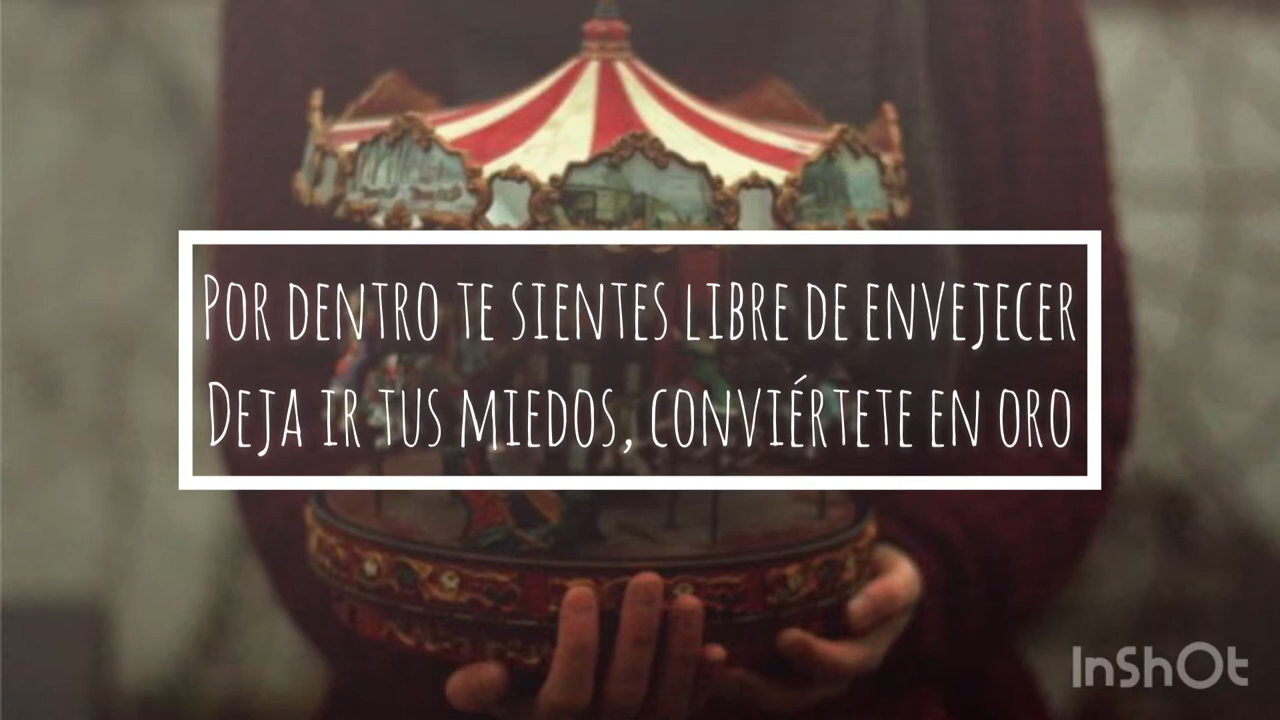 Por dentro te sientes libre de envejecer
Deja ir tus miedos, conviértete en oro
InShOt